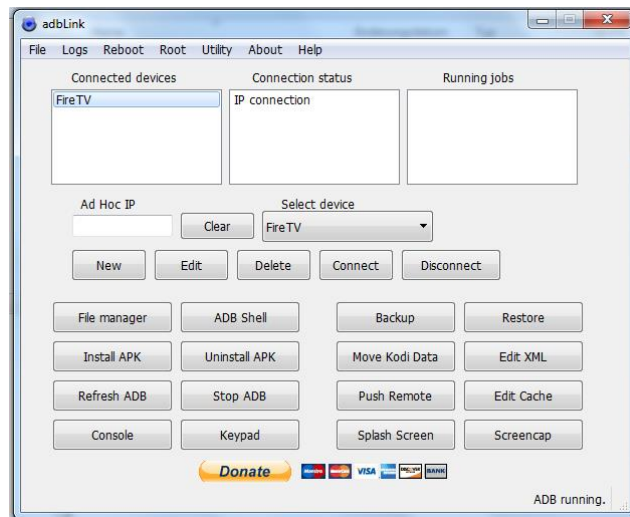 adbLink
File Logs Reboot Root Utility About Help
Connected devices Connection status Running jobs
FireTV IP connection
Ad Hoc IP Select device
Clear FireTV
New Edit Delete Connect Disconnect
File manager ADB Shell Backup Restore
Install APK Uninstall APK Move Kodi Data Edit XML
Refresh ADB Stop ADB Push Remote Edit Cache
Console Keypad Splash Screen Screencap
Donate VISA BANK
ADB running.